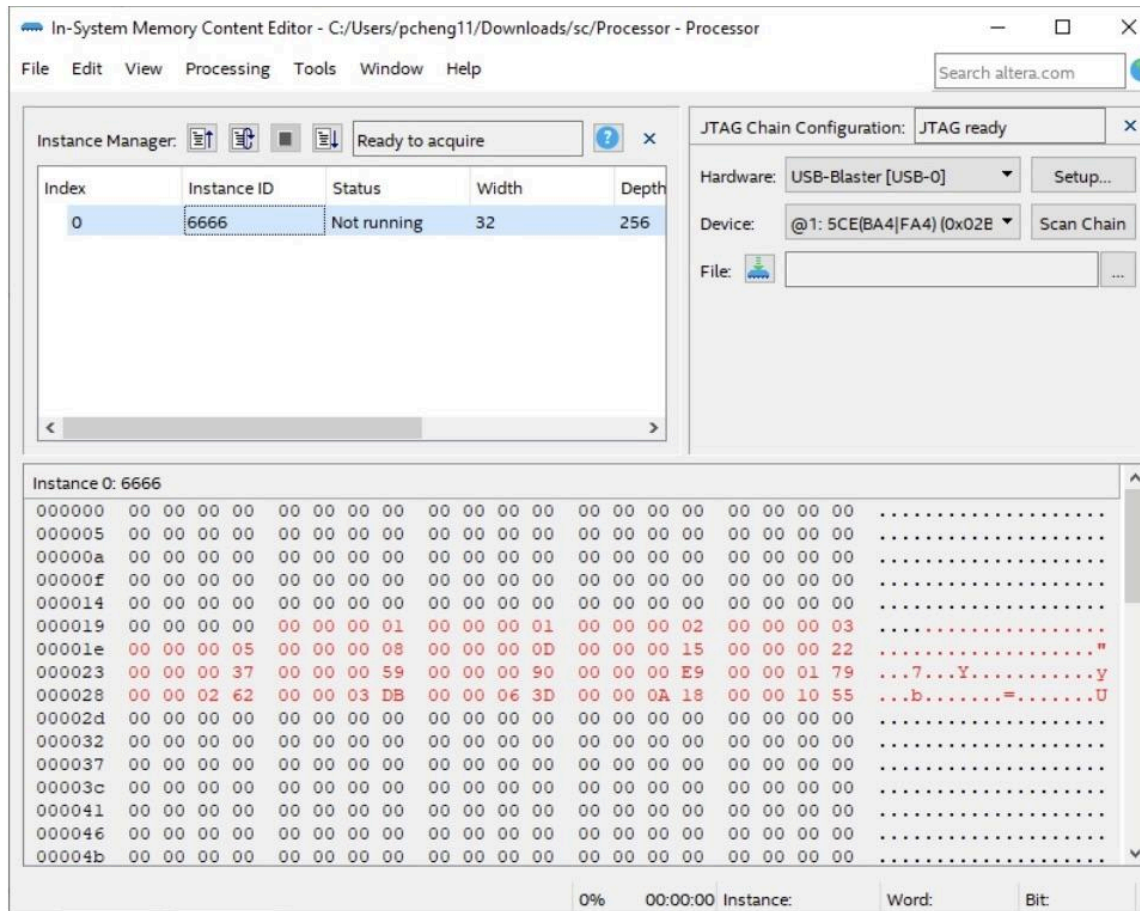 In-System Memory Content Editor - C:/Users/pcheng11/Downloads/sc/Processor - Processor
File Edit View Processing Tools Window Help
Search altera.com
Instance Manager: Ready to acquire
JTAG Chain Configuration: JTAG ready
Index Instance ID Status Width Depth
0 6666 Not running 32 256
Hardware: USB-Blaster [USB-0] Setup...
Device: @1: 5CE(BA4|FA4) (0x02B Scan Chain
File: ...
Instance 0: 6666
000000 00 00 00 00 00 00 00 00 00 00 00 00 00 00 00 00 00 00 00 00 ....................
000005 00 00 00 00 00 00 00 00 00 00 00 00 00 00 00 00 00 00 00 00 ....................
00000a 00 00 00 00 00 00 00 00 00 00 00 00 00 00 00 00 00 00 00 00 ....................
00000f 00 00 00 00 00 00 00 00 00 00 00 00 00 00 00 00 00 00 00 00 ....................
000014 00 00 00 00 00 00 00 00 00 00 00 00 00 00 00 00 00 00 00 00 ....................
000019 00 00 00 00 00 00 00 01 00 00 00 01 00 00 00 02 00 00 00 03 ....................
00001e 00 00 00 05 00 00 00 08 00 00 00 0D 00 00 00 15 00 00 00 22 ..................."
000023 00 00 00 37 00 00 00 59 00 00 00 90 00 00 00 E9 00 00 01 79 ...7...Y...........y
000028 00 00 02 62 00 00 03 DB 00 00 06 3D 00 00 0A 18 00 00 10 55 ...b.......=.......U
00002d 00 00 00 00 00 00 00 00 00 00 00 00 00 00 00 00 00 00 00 00 ....................
000032 00 00 00 00 00 00 00 00 00 00 00 00 00 00 00 00 00 00 00 00 ....................
000037 00 00 00 00 00 00 00 00 00 00 00 00 00 00 00 00 00 00 00 00 ....................
00003c 00 00 00 00 00 00 00 00 00 00 00 00 00 00 00 00 00 00 00 00 ....................
000041 00 00 00 00 00 00 00 00 00 00 00 00 00 00 00 00 00 00 00 00 ....................
000046 00 00 00 00 00 00 00 00 00 00 00 00 00 00 00 00 00 00 00 00 ....................
00004b 00 00 00 00 00 00 00 00 00 00 00 00 00 00 00 00 00 00 00 00 ....................
0% 00:00:00 Instance: Word: Bit: